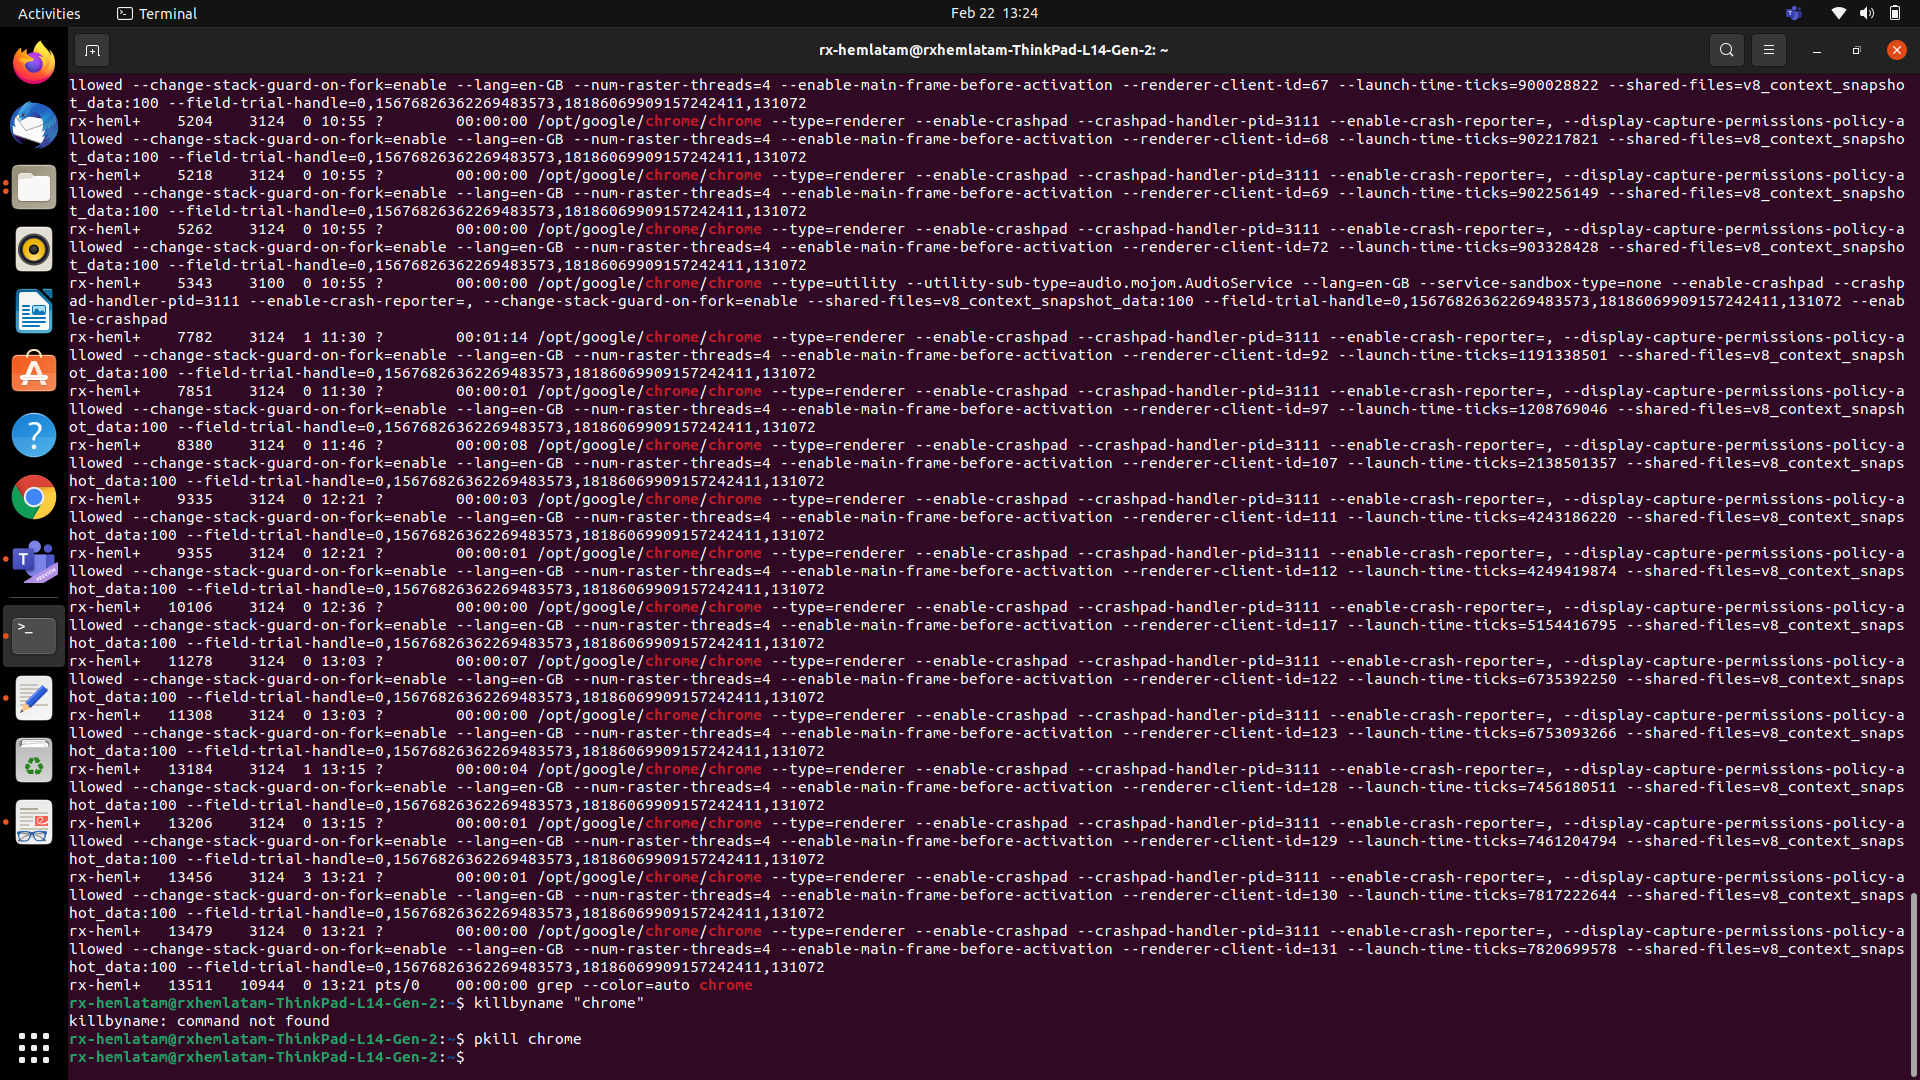 Activities
Terminal
Feb 22 13:24
rx-hemlatam@rxhemlatam-ThinkPad-L14-Gen-2: ~
llowed --change-stack-guard-on-fork=enable --lang=en-GB --num-raster-threads=4 --enable-main-frame-before-activation --renderer-client-id=67 --launch-time-ticks=900028822 --shared-files=v8_context_snapsho
t_data:100 --field-trial-handle=0,15676826362269483573,18186069909157242411,131072
rx-heml+    5204    3124  0 10:55 ?        00:00:00 /opt/google/chrome/chrome --type=renderer --enable-crashpad --crashpad-handler-pid=3111 --enable-crash-reporter=, --display-capture-permissions-policy-a
llowed --change-stack-guard-on-fork=enable --lang=en-GB --num-raster-threads=4 --enable-main-frame-before-activation --renderer-client-id=68 --launch-time-ticks=902217821 --shared-files=v8_context_snapsho
t_data:100 --field-trial-handle=0,15676826362269483573,18186069909157242411,131072
rx-heml+    5218    3124  0 10:55 ?        00:00:00 /opt/google/chrome/chrome --type=renderer --enable-crashpad --crashpad-handler-pid=3111 --enable-crash-reporter=, --display-capture-permissions-policy-a
llowed --change-stack-guard-on-fork=enable --lang=en-GB --num-raster-threads=4 --enable-main-frame-before-activation --renderer-client-id=69 --launch-time-ticks=902256149 --shared-files=v8_context_snapsho
t_data:100 --field-trial-handle=0,15676826362269483573,18186069909157242411,131072
rx-heml+    5262    3124  0 10:55 ?        00:00:00 /opt/google/chrome/chrome --type=renderer --enable-crashpad --crashpad-handler-pid=3111 --enable-crash-reporter=, --display-capture-permissions-policy-a
llowed --change-stack-guard-on-fork=enable --lang=en-GB --num-raster-threads=4 --enable-main-frame-before-activation --renderer-client-id=72 --launch-time-ticks=903328428 --shared-files=v8_context_snapsho
t_data:100 --field-trial-handle=0,15676826362269483573,18186069909157242411,131072
rx-heml+    5343    3100  0 10:55 ?        00:00:00 /opt/google/chrome/chrome --type=utility --utility-sub-type=audio.mojom.AudioService --lang=en-GB --service-sandbox-type=none --enable-crashpad --crashp
ad-handler-pid=3111 --enable-crash-reporter=, --change-stack-guard-on-fork=enable --shared-files=v8_context_snapshot_data:100 --field-trial-handle=0,15676826362269483573,18186069909157242411,131072 --enab
le-crashpad
rx-heml+    7782    3124  1 11:30 ?        00:01:14 /opt/google/chrome/chrome --type=renderer --enable-crashpad --crashpad-handler-pid=3111 --enable-crash-reporter=, --display-capture-permissions-policy-a
llowed --change-stack-guard-on-fork=enable --lang=en-GB --num-raster-threads=4 --enable-main-frame-before-activation --renderer-client-id=92 --launch-time-ticks=1191338501 --shared-files=v8_context_snapsh
ot_data:100 --field-trial-handle=0,15676826362269483573,18186069909157242411,131072
rx-heml+    7851    3124  0 11:30 ?        00:00:01 /opt/google/chrome/chrome --type=renderer --enable-crashpad --crashpad-handler-pid=3111 --enable-crash-reporter=, --display-capture-permissions-policy-a
llowed --change-stack-guard-on-fork=enable --lang=en-GB --num-raster-threads=4 --enable-main-frame-before-activation --renderer-client-id=97 --launch-time-ticks=1208769046 --shared-files=v8_context_snapsh
ot_data:100 --field-trial-handle=0,15676826362269483573,18186069909157242411,131072
rx-heml+    8380    3124  0 11:46 ?        00:00:08 /opt/google/chrome/chrome --type=renderer --enable-crashpad --crashpad-handler-pid=3111 --enable-crash-reporter=, --display-capture-permissions-policy-a
llowed --change-stack-guard-on-fork=enable --lang=en-GB --num-raster-threads=4 --enable-main-frame-before-activation --renderer-client-id=107 --launch-time-ticks=2138501357 --shared-files=v8_context_snaps
hot_data:100 --field-trial-handle=0,15676826362269483573,18186069909157242411,131072
rx-heml+    9335    3124  0 12:21 ?        00:00:03 /opt/google/chrome/chrome --type=renderer --enable-crashpad --crashpad-handler-pid=3111 --enable-crash-reporter=, --display-capture-permissions-policy-a
llowed --change-stack-guard-on-fork=enable --lang=en-GB --num-raster-threads=4 --enable-main-frame-before-activation --renderer-client-id=111 --launch-time-ticks=4243186220 --shared-files=v8_context_snaps
hot_data:100 --field-trial-handle=0,15676826362269483573,18186069909157242411,131072
rx-heml+    9355    3124  0 12:21 ?        00:00:01 /opt/google/chrome/chrome --type=renderer --enable-crashpad --crashpad-handler-pid=3111 --enable-crash-reporter=, --display-capture-permissions-policy-a
llowed --change-stack-guard-on-fork=enable --lang=en-GB --num-raster-threads=4 --enable-main-frame-before-activation --renderer-client-id=112 --launch-time-ticks=4249419874 --shared-files=v8_context_snaps
hot_data:100 --field-trial-handle=0,15676826362269483573,18186069909157242411,131072
rx-heml+   10106    3124  0 12:36 ?        00:00:00 /opt/google/chrome/chrome --type=renderer --enable-crashpad --crashpad-handler-pid=3111 --enable-crash-reporter=, --display-capture-permissions-policy-a
llowed --change-stack-guard-on-fork=enable --lang=en-GB --num-raster-threads=4 --enable-main-frame-before-activation --renderer-client-id=117 --launch-time-ticks=5154416795 --shared-files=v8_context_snaps
hot_data:100 --field-trial-handle=0,15676826362269483573,18186069909157242411,131072
rx-heml+   11278    3124  0 13:03 ?        00:00:07 /opt/google/chrome/chrome --type=renderer --enable-crashpad --crashpad-handler-pid=3111 --enable-crash-reporter=, --display-capture-permissions-policy-a
llowed --change-stack-guard-on-fork=enable --lang=en-GB --num-raster-threads=4 --enable-main-frame-before-activation --renderer-client-id=122 --launch-time-ticks=6735392250 --shared-files=v8_context_snaps
hot_data:100 --field-trial-handle=0,15676826362269483573,18186069909157242411,131072
rx-heml+   11308    3124  0 13:03 ?        00:00:00 /opt/google/chrome/chrome --type=renderer --enable-crashpad --crashpad-handler-pid=3111 --enable-crash-reporter=, --display-capture-permissions-policy-a
llowed --change-stack-guard-on-fork=enable --lang=en-GB --num-raster-threads=4 --enable-main-frame-before-activation --renderer-client-id=123 --launch-time-ticks=6753093266 --shared-files=v8_context_snaps
hot_data:100 --field-trial-handle=0,15676826362269483573,18186069909157242411,131072
rx-heml+   13184    3124  1 13:15 ?        00:00:04 /opt/google/chrome/chrome --type=renderer --enable-crashpad --crashpad-handler-pid=3111 --enable-crash-reporter=, --display-capture-permissions-policy-a
llowed --change-stack-guard-on-fork=enable --lang=en-GB --num-raster-threads=4 --enable-main-frame-before-activation --renderer-client-id=128 --launch-time-ticks=7456180511 --shared-files=v8_context_snaps
hot_data:100 --field-trial-handle=0,15676826362269483573,18186069909157242411,131072
rx-heml+   13206    3124  0 13:15 ?        00:00:01 /opt/google/chrome/chrome --type=renderer --enable-crashpad --crashpad-handler-pid=3111 --enable-crash-reporter=, --display-capture-permissions-policy-a
llowed --change-stack-guard-on-fork=enable --lang=en-GB --num-raster-threads=4 --enable-main-frame-before-activation --renderer-client-id=129 --launch-time-ticks=7461204794 --shared-files=v8_context_snaps
hot_data:100 --field-trial-handle=0,15676826362269483573,18186069909157242411,131072
rx-heml+   13456    3124  3 13:21 ?        00:00:01 /opt/google/chrome/chrome --type=renderer --enable-crashpad --crashpad-handler-pid=3111 --enable-crash-reporter=, --display-capture-permissions-policy-a
llowed --change-stack-guard-on-fork=enable --lang=en-GB --num-raster-threads=4 --enable-main-frame-before-activation --renderer-client-id=130 --launch-time-ticks=7817222644 --shared-files=v8_context_snaps
hot_data:100 --field-trial-handle=0,15676826362269483573,18186069909157242411,131072
rx-heml+   13479    3124  0 13:21 ?        00:00:00 /opt/google/chrome/chrome --type=renderer --enable-crashpad --crashpad-handler-pid=3111 --enable-crash-reporter=, --display-capture-permissions-policy-a
llowed --change-stack-guard-on-fork=enable --lang=en-GB --num-raster-threads=4 --enable-main-frame-before-activation --renderer-client-id=131 --launch-time-ticks=7820699578 --shared-files=v8_context_snaps
hot_data:100 --field-trial-handle=0,15676826362269483573,18186069909157242411,131072
rx-heml+   13511   10944  0 13:21 pts/0    00:00:00 grep --color=auto chrome
rx-hemlatam@rxhemlatam-ThinkPad-L14-Gen-2:~$ killbyname "chrome"
killbyname: command not found
rx-hemlatam@rxhemlatam-ThinkPad-L14-Gen-2:~$ pkill chrome
rx-hemlatam@rxhemlatam-ThinkPad-L14-Gen-2:~$